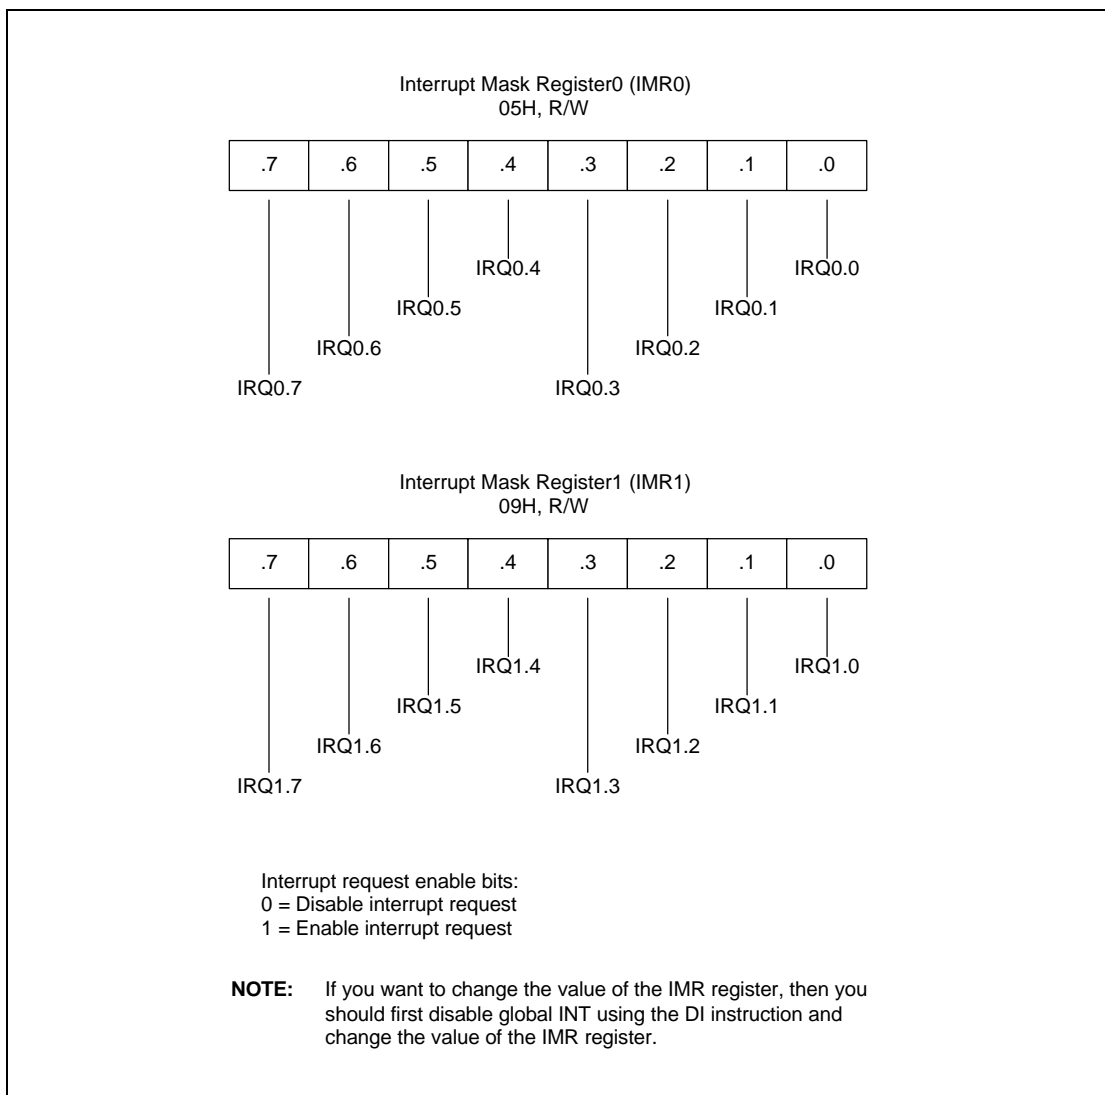 Interrupt Mask Register0 (IMR0)
05H, R/W
.7 .6 .5 .4 .3 .2 .1 .0
IRQ0.4 IRQ0.0
IRQ0.5 IRQ0.1
IRQ0.6 IRQ0.2
IRQ0.7 IRQ0.3
Interrupt Mask Register1 (IMR1)
09H, R/W
.7 .6 .5 .4 .3 .2 .1 .0
IRQ1.4 IRQ1.0
IRQ1.5 IRQ1.1
IRQ1.6 IRQ1.2
IRQ1.7 IRQ1.3
Interrupt request enable bits:
0 = Disable interrupt request
1 = Enable interrupt request
NOTE: If you want to change the value of the IMR register, then you
should first disable global INT using the DI instruction and
change the value of the IMR register.